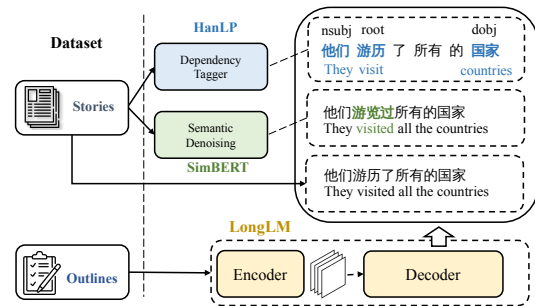 Dataset
Stories
Outlines
HanLP
Dependency
Tagger
Semantic
Denoising
SimBERT
nsubj root dobj
他们 游历 了 所有 的 国家
They visit countries
他们游览过所有的国家
They visited all the countries
他们游历了所有的国家
They visited all the countries
LongLM
Encoder
Decoder